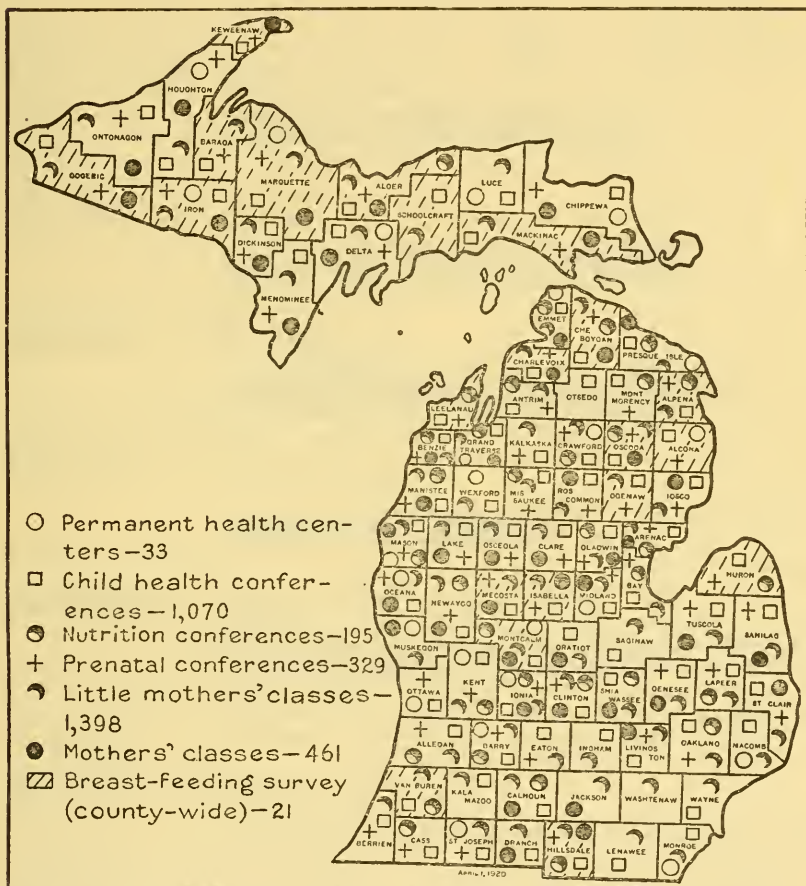 KEWEENAW
HOUGHTON
ONTONAGON
BARAGA
GOGEBIC
MARQUETTE
IRON
ALGER
LUCE
CHIPPEWA
SCHOOLCRAFT
MACKINAC
DICKINSON
DELTA
MENOMINEE
EMMET
CHE
BOYGAN
PRESQUE ISLE
CHARLEVOIX
ANTRIM
OTSEGO
MONT
MORENCY
ALPENA
LEELANAU
BENZIE
GRAND
TRAVERSE
KALKASKA
CRAWFORD
OSCODA
ALCONA
MANISTEE
WEXFORD
MIS
SAUKEE
ROS
COMMON
OGENAW
IOSCO
MASON
LAKE
OSCEOLA
CLARE
GLADWIN
ARENAC
OCEANA
NEWAYGO
MECOSTA
ISABELLA
MIDLAND
BAY
HURON
MUSKEGON
MONTCALM
GRATIOT
SAGINAW
TUSCOLA
SANILAC
OTTAWA
KENT
IONIA
CLINTON
SHIA
WASSEE
GENESEE
LAPEER
ST CLAIR
ALLEGAN
BARRY
EATON
INGHAM
LIVINGS
TON
OAKLAND
MACOMB
VAN BUREN
KALA
MAZOO
CALHOUN
JACKSON
WASHTENAW
WAYNE
BERRIEN
CASS
ST JOSEPH
BRANCH
HILLSDALE
LENAWEE
MONROE
Permanent health cen-
ters—33
Child health confer-
ences—1,070
Nutrition conferences—195
Prenatal conferences—329
Little mothers' classes—
1,398
Mothers' classes—461
Breast-feeding survey
(county-wide)—21
April 1, 1920